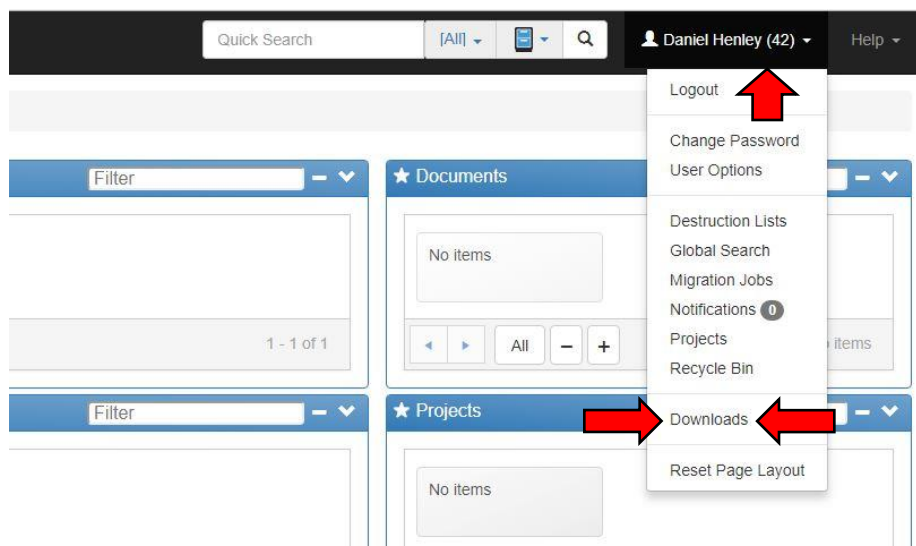 Quick Search
[All]
Daniel Henley (42)
Help
Logout
Change Password
User Options
Destruction Lists
Global Search
Migration Jobs
Notifications 0
Projects
Recycle Bin
Downloads
Reset Page Layout
Filter
Documents
No items
1 - 1 of 1
All
items
Filter
Projects
No items